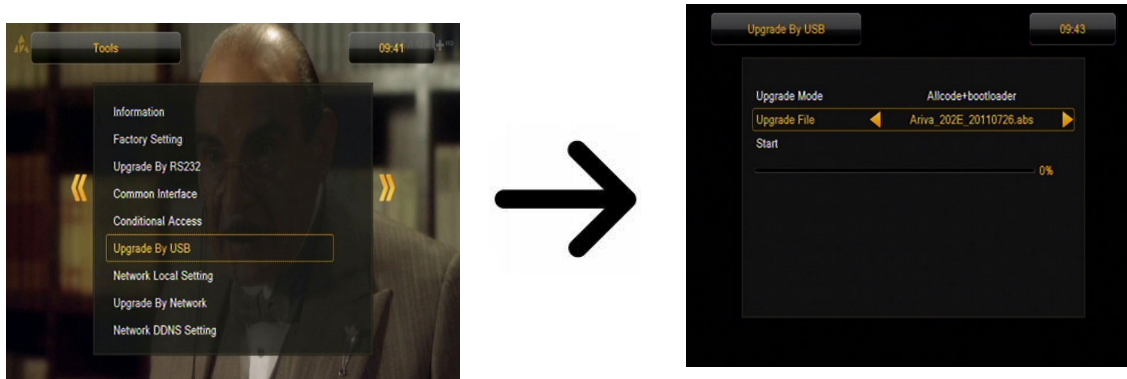 Tools
09:41
Information
Factory Setting
Upgrade By RS232
Common Interface
Conditional Access
Upgrade By USB
Network Local Setting
Upgrade By Network
Network DDNS Setting
Upgrade By USB
09:43
Upgrade Mode Allcode+bootloader
Upgrade File Ariva_202E_20110726.abs
Start
0%